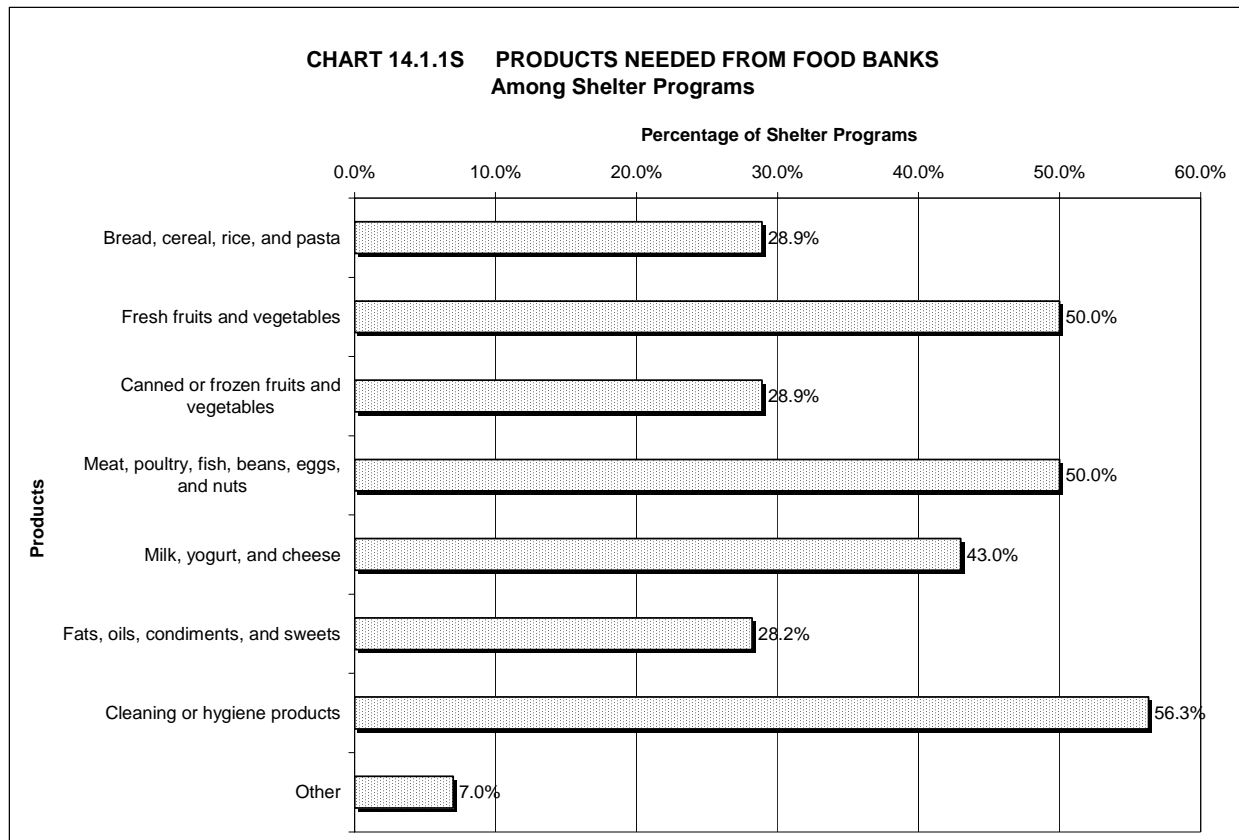 CHART 14.1.1S PRODUCTS NEEDED FROM FOOD BANKS
Among Shelter Programs
Percentage of Shelter Programs
0.0% 10.0% 20.0% 30.0% 40.0% 50.0% 60.0%
Products
Bread, cereal, rice, and pasta 28.9%
Fresh fruits and vegetables 50.0%
Canned or frozen fruits and
vegetables 28.9%
Meat, poultry, fish, beans, eggs,
and nuts 50.0%
Milk, yogurt, and cheese 43.0%
Fats, oils, condiments, and sweets 28.2%
Cleaning or hygiene products 56.3%
Other 7.0%